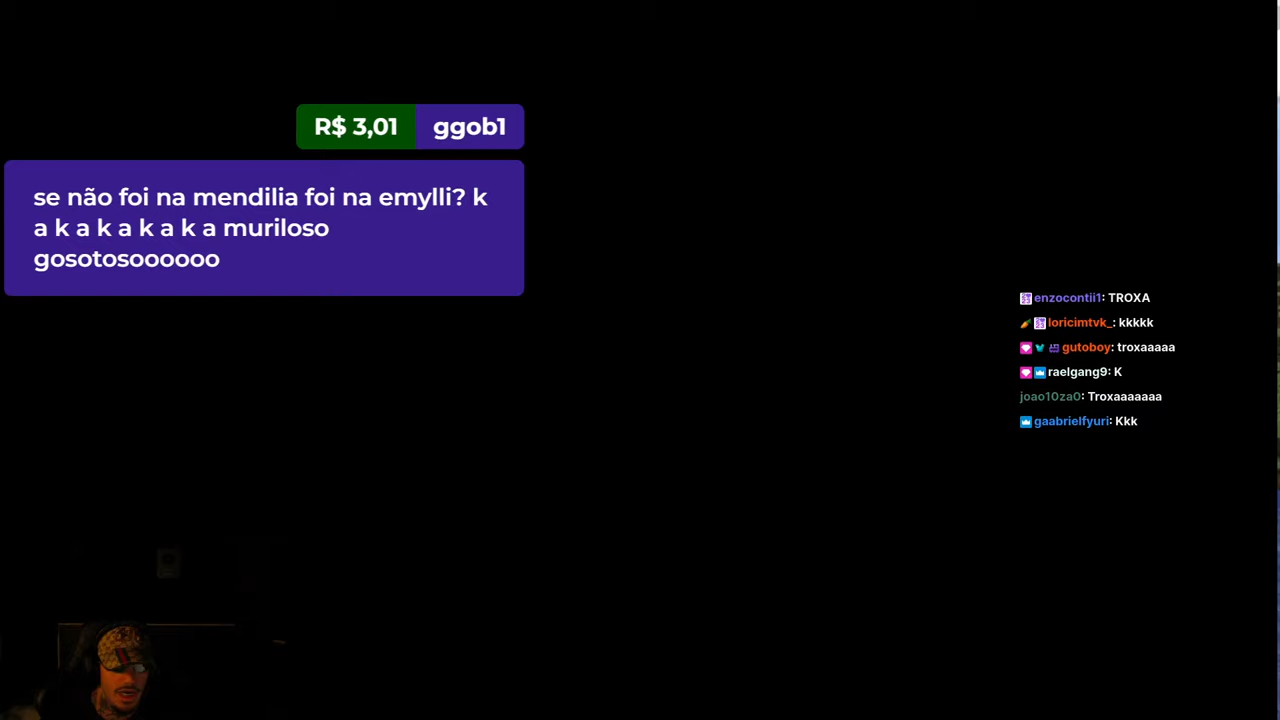 R$ 3,01 ggob1
se não foi na mendilia foi na emylli? k
a k a k a k a k a muriloso
gosotosoooooo
enzocontii1: TROXA
loricimtvk_: kkkkk
gutoboy: troxaaaaa
raelgang9: K
joao10za0: Troxaaaaaaa
gaabrielfyuri: Kkk